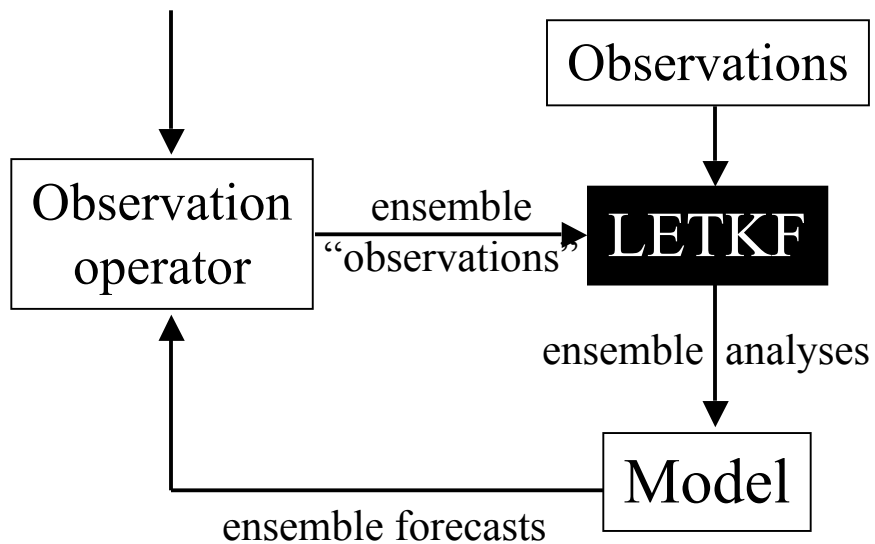 Observations
Observation
operator
ensemble
“observations”
LETKF
ensemble analyses
Model
ensemble forecasts